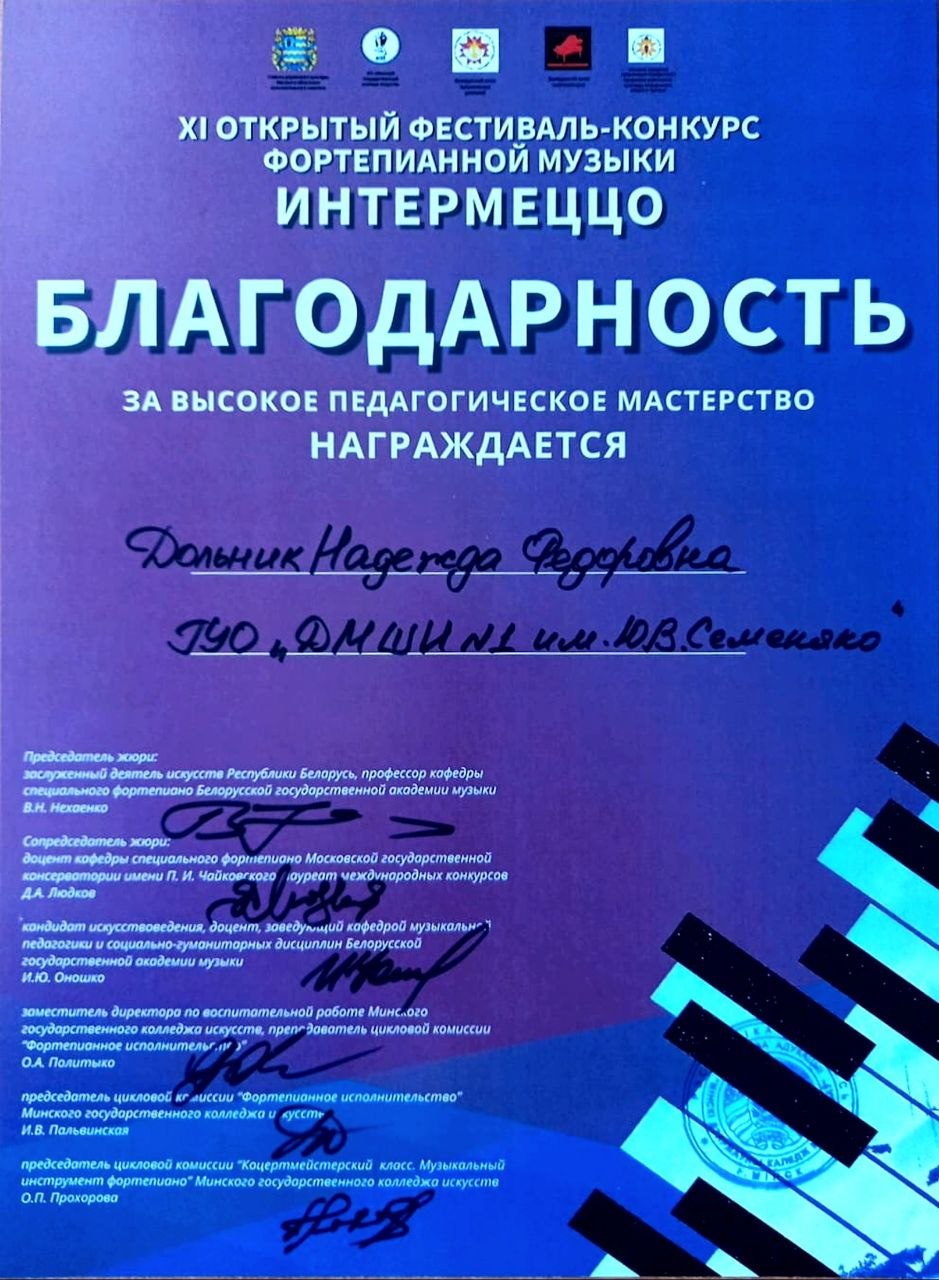 XI ОТКРЫТЫЙ ФЕСТИВАЛЬ-КОНКУРС
ФОРТЕПИАННОЙ МУЗЫКИ
ИНТЕРМЕЦЦО
БЛАГОДАРНОСТЬ
ЗА ВЫСОКОЕ ПЕДАГОГИЧЕСКОЕ МАСТЕРСТВО
НАГРАЖДАЕТСЯ
Дольник Надежда Федоровна
ГУО „ДМШИ №1 им. Ю.В. Семеняко"
Председатель жюри:
заслуженный деятель искусств Республики Беларусь, профессор кафедры
специального фортепиано Белорусской государственной академии музыки
В.Н. Нехаенко
Сопредседатель жюри:
доцент кафедры специального фортепиано Московской государственной
консерватории имени П. И. Чайковского лауреат международных конкурсов
Д.А. Людков
кандидат искусствоведения, доцент, заведующий кафедрой музыкальной
педагогики и социально-гуманитарных дисциплин Белорусской
государственной академии музыки
И.Ю. Оношко
заместитель директора по воспитательной работе Минского
государственного колледжа искусств, преподаватель цикловой комиссии
"Фортепианное исполнительство"
О.А. Политыко
председатель цикловой комиссии "Фортепианное исполнительство"
Минского государственного колледжа искусств
И.В. Пальвинская
председатель цикловой комиссии "Коцертмейстерский класс. Музыкальный
инструмент фортепиано" Минского государственного колледжа искусств
О.П. Прохорова